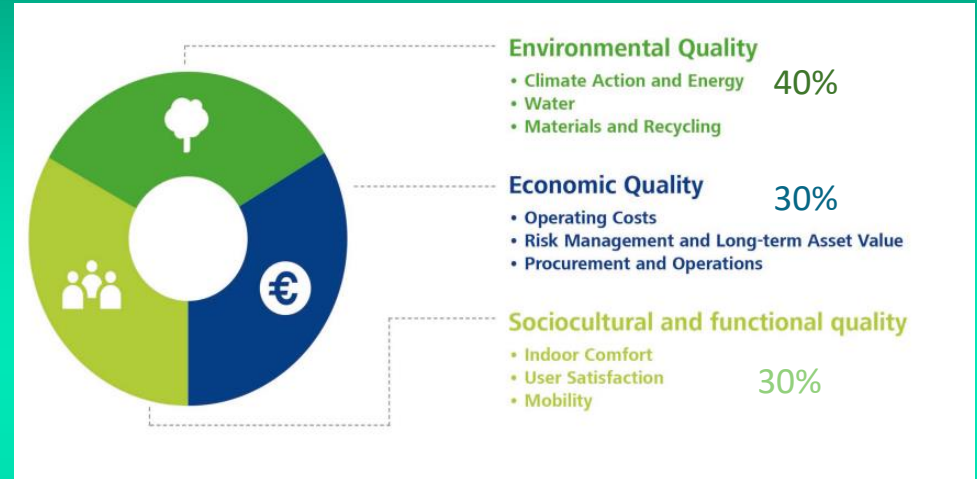 Environmental Quality
• Climate Action and Energy
40%
• Water
• Materials and Recycling
Economic Quality
30%
• Operating Costs
• Risk Management and Long-term Asset Value
• Procurement and Operations
€
Sociocultural and functional quality
• Indoor Comfort
• User Satisfaction
30%
• Mobility